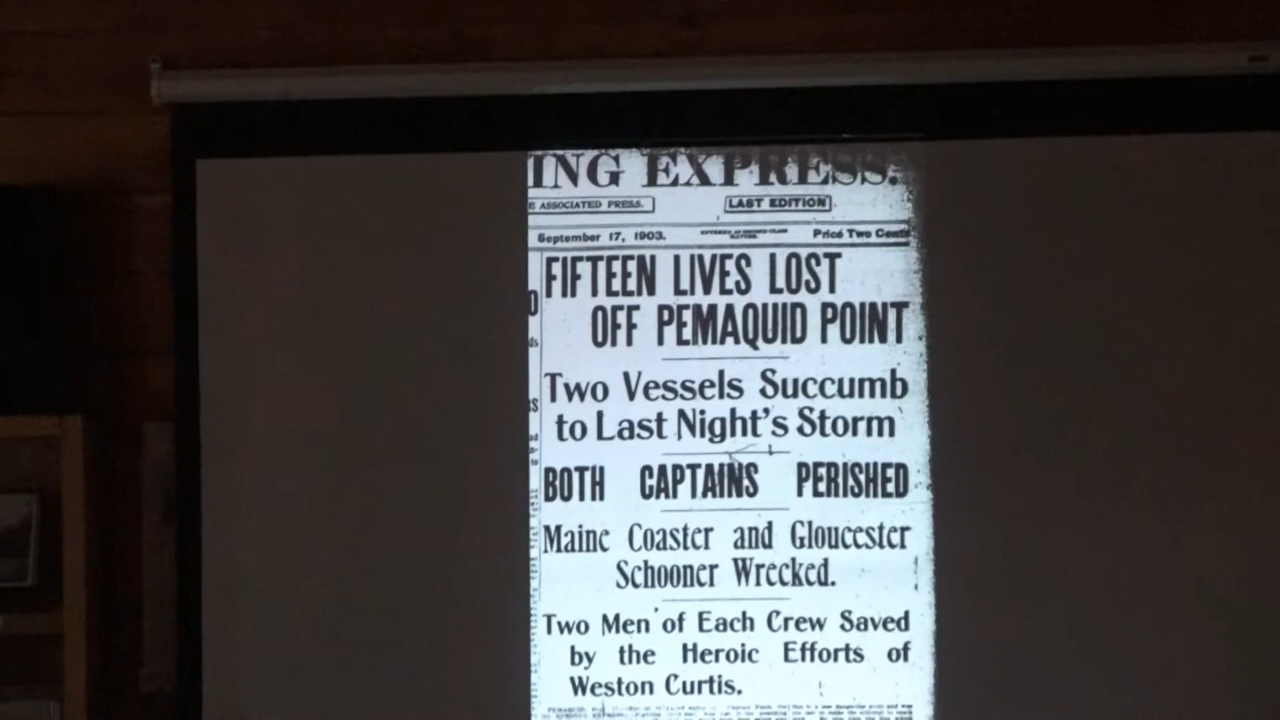 ING EXPRESS.
E ASSOCIATED PRESS. LAST EDITION
September 17, 1903. Price Two Cents
FIFTEEN LIVES LOST
OFF PEMAQUID POINT
Two Vessels Succumb
to Last Night's Storm
BOTH CAPTAINS PERISHED
Maine Coaster and Gloucester
Schooner Wrecked.
Two Men of Each Crew Saved
by the Heroic Efforts of
Weston Curtis.